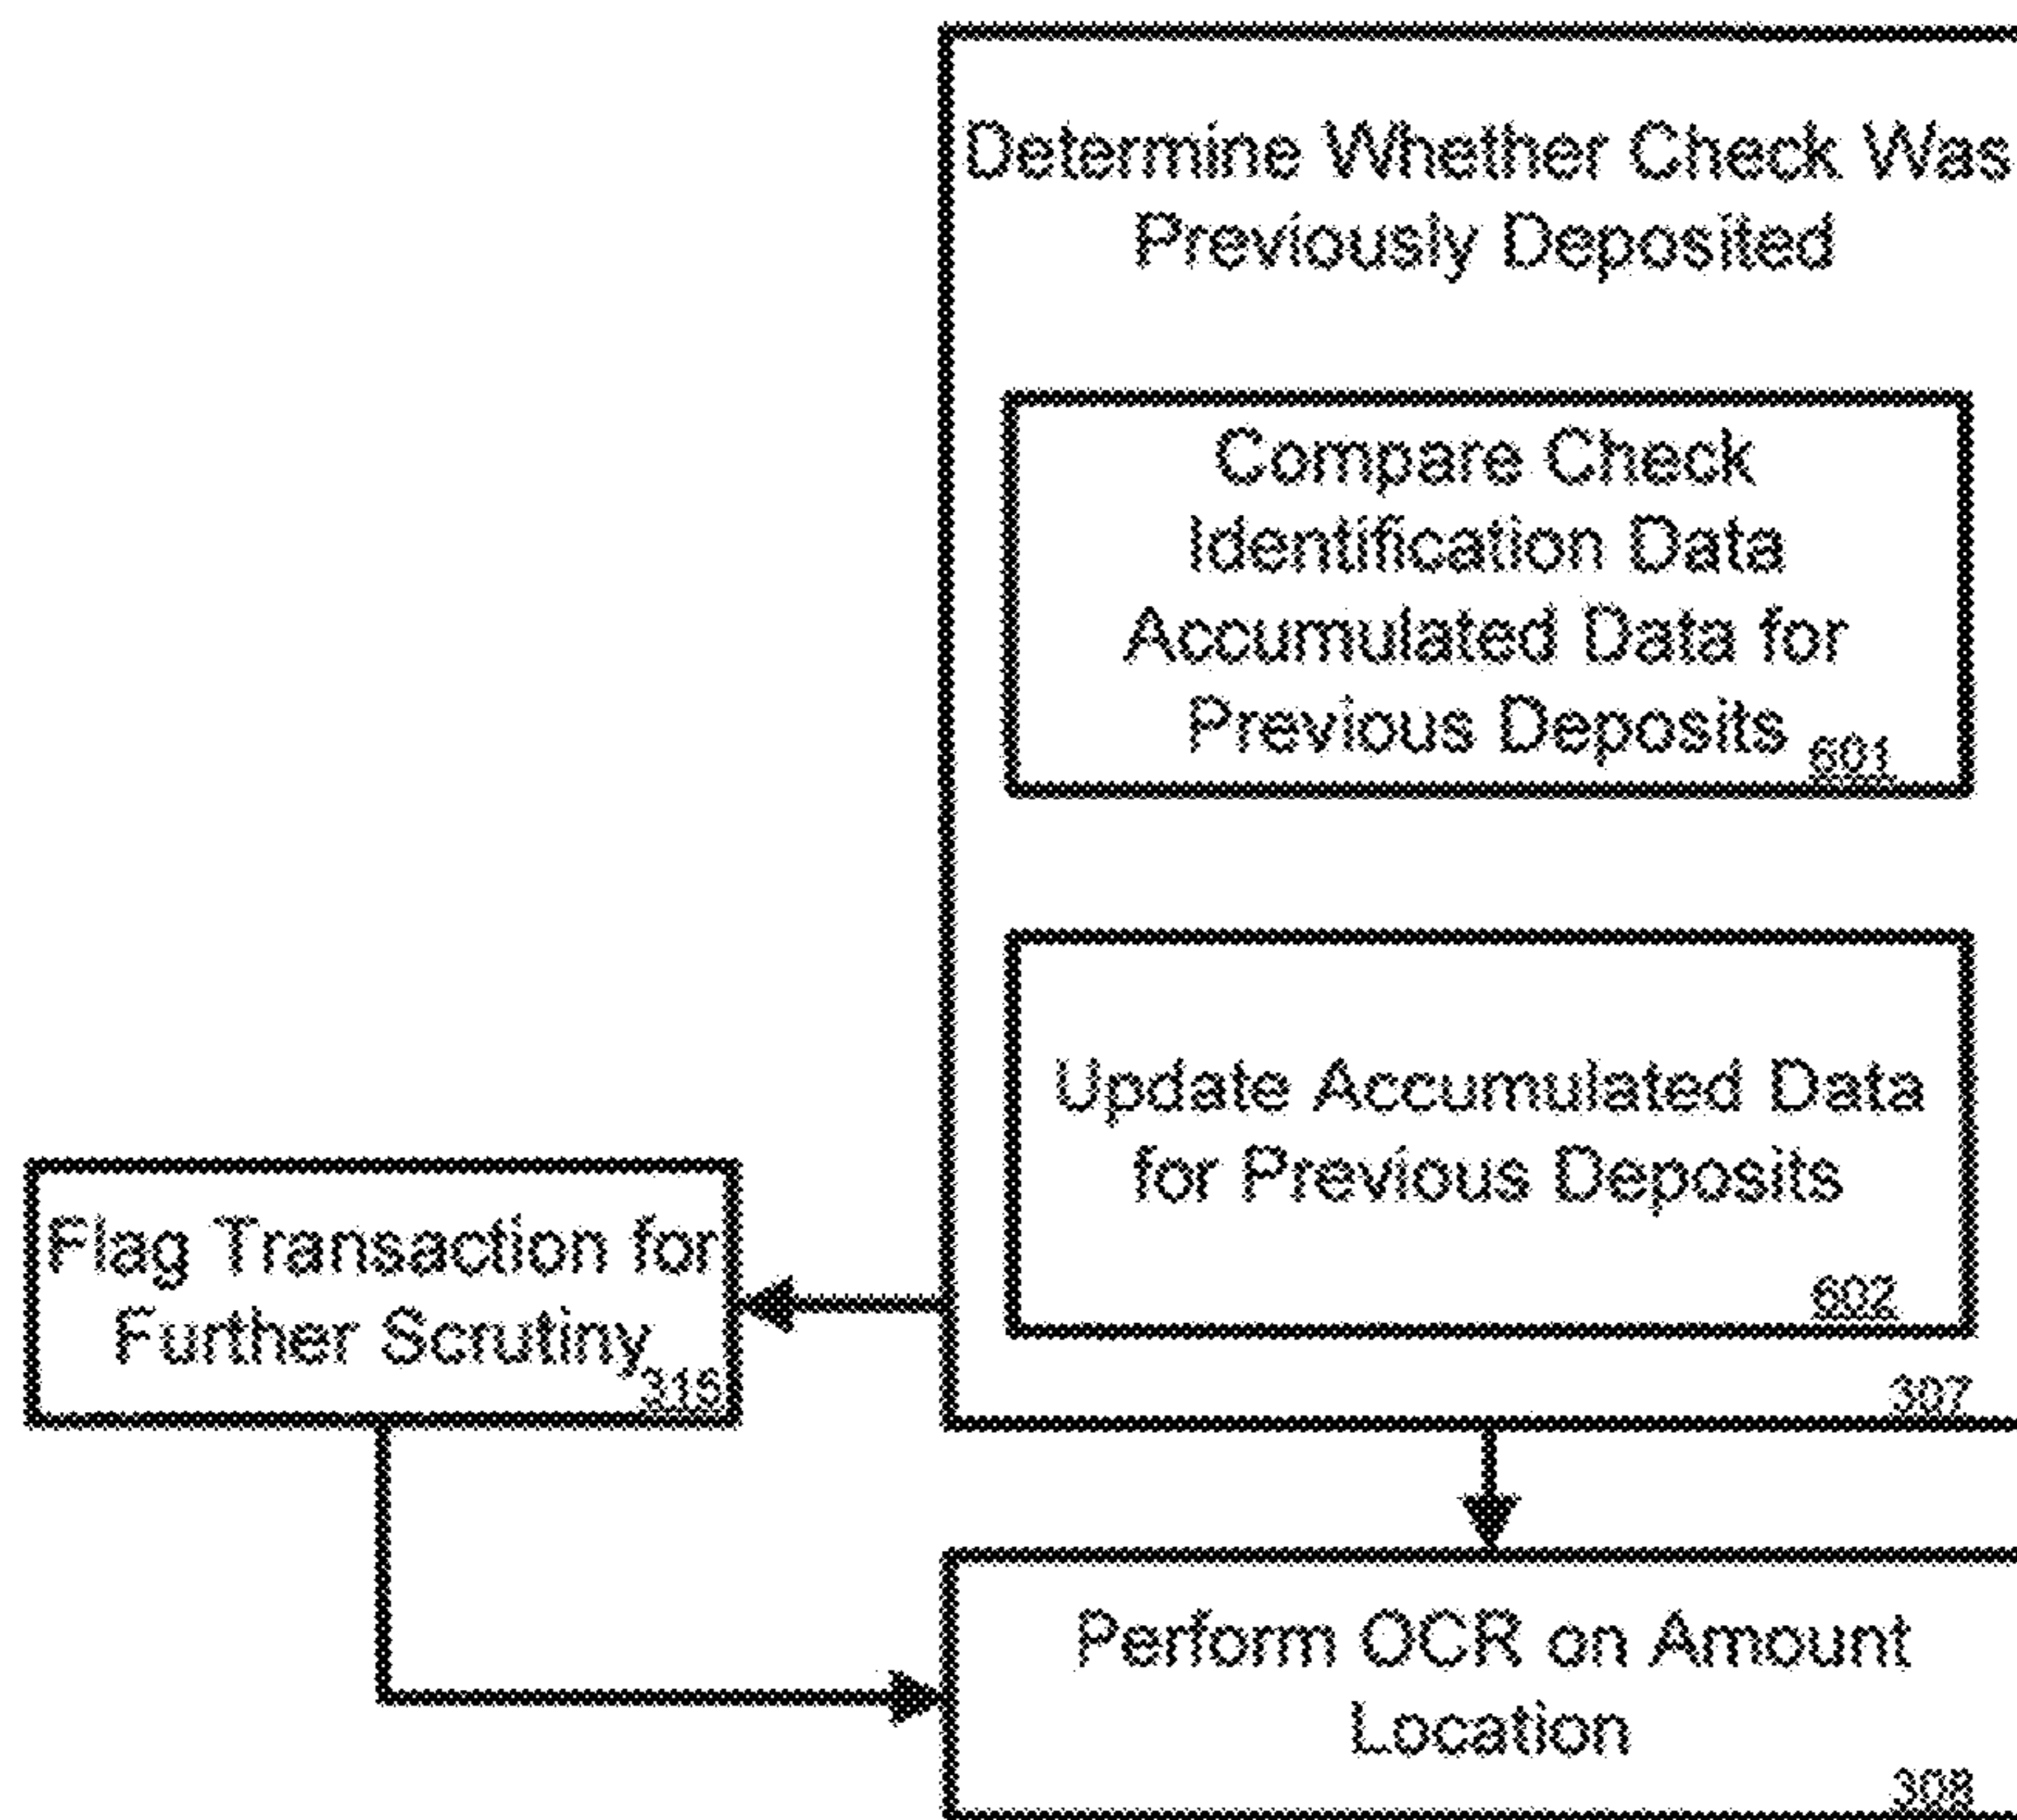 Determine Whether Check Was
Previously Deposited
Compare Check
Identification Data
Accumulated Data for
Previous Deposits
601
Update Accumulated Data
for Previous Deposits
602
307
Flag Transaction for
Further Scrutiny
Perform OCR on Amount
Location
308